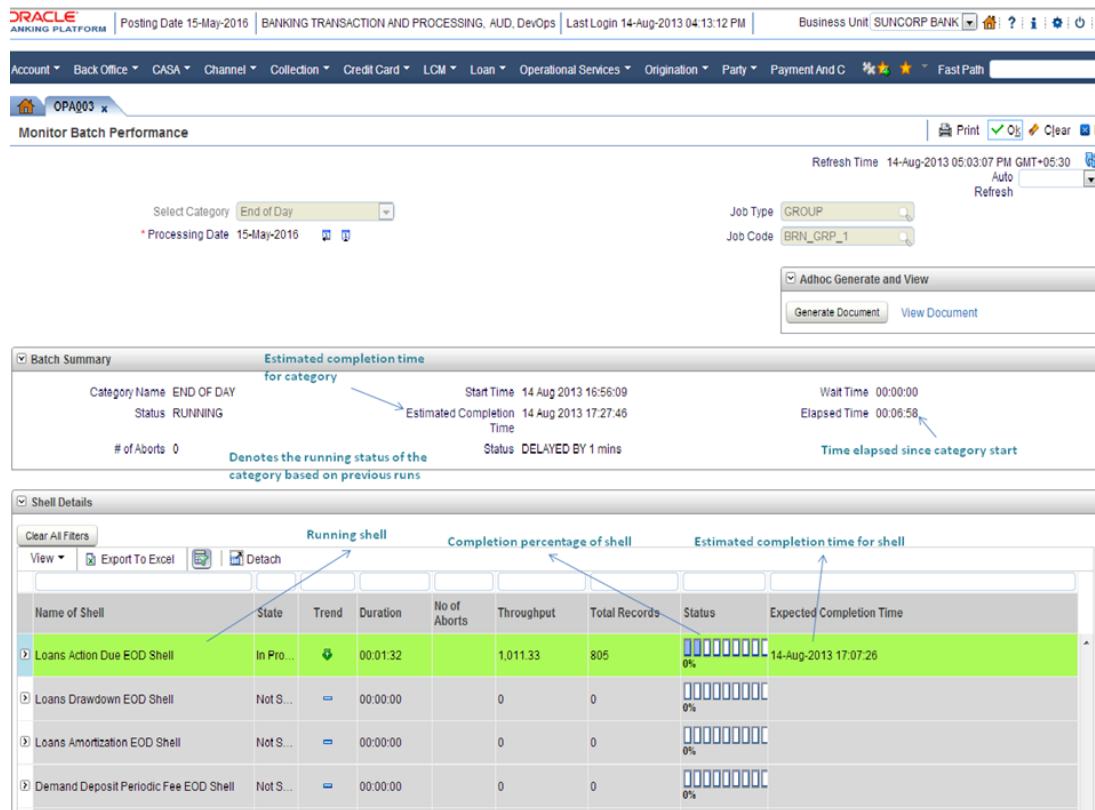 ORACLE
BANKING PLATFORM
Posting Date 15-May-2016 BANKING TRANSACTION AND PROCESSING, AUD, DevOps Last Login 14-Aug-2013 04:13:12 PM Business Unit SUNCORP BANK
Account Back Office CASA Channel Collection Credit Card LCM Loan Operational Services Origination Party Payment And C Fast Path
OPA003 x
Monitor Batch Performance Print Ok Clear
Refresh Time 14-Aug-2013 05:03:07 PM GMT+05:30
Auto
Refresh
Select Category End of Day Job Type GROUP
* Processing Date 15-May-2016 Job Code BRN_GRP_1
Adhoc Generate and View
Generate Document View Document
Batch Summary
Estimated completion time
for category
Category Name END OF DAY Start Time 14 Aug 2013 16:56:09 Wait Time 00:00:00
Status RUNNING Estimated Completion Time 14 Aug 2013 17:27:46 Elapsed Time 00:06:58
# of Aborts 0 Status DELAYED BY 1 mins
Time elapsed since category start
Denotes the running status of the
category based on previous runs
Shell Details
Clear All Filters
Running shell Completion percentage of shell Estimated completion time for shell
View Export To Excel Detach
Name of Shell State Trend Duration No of Aborts Throughput Total Records Status Expected Completion Time
Loans Action Due EOD Shell In Pro... 00:01:32 1,011.33 805 0% 14-Aug-2013 17:07:26
Loans Drawdown EOD Shell Not S... 00:00:00 0 0 0%
Loans Amortization EOD Shell Not S... 00:00:00 0 0 0%
Demand Deposit Periodic Fee EOD Shell Not S... 00:00:00 0 0 0%